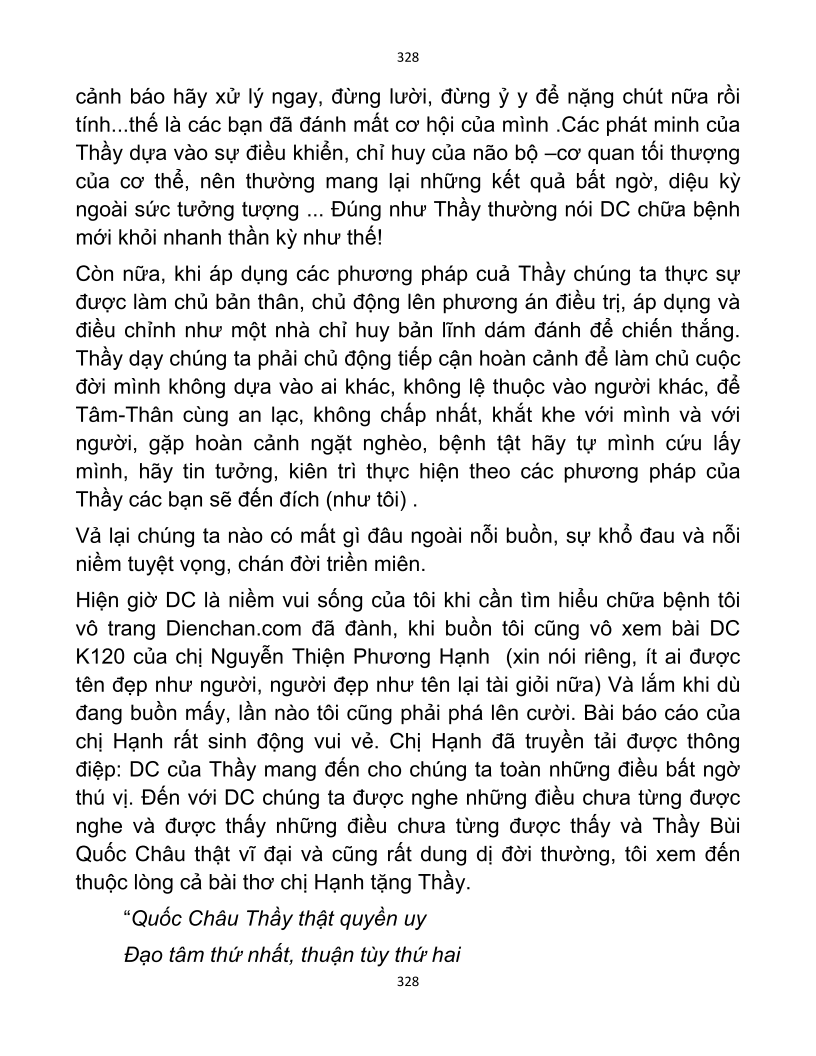 328
cảnh báo hãy xử lý ngay, đừng lười, đừng ỷ y để nặng chút nữa rồi
tính...thế là các bạn đã đánh mất cơ hội của mình .Các phát minh của
Thầy dựa vào sự điều khiển, chỉ huy của não bộ –cơ quan tối thượng
của cơ thể, nên thường mang lại những kết quả bất ngờ, diệu kỳ
ngoài sức tưởng tượng ... Đúng như Thầy thường nói DC chữa bệnh
mới khỏi nhanh thần kỳ như thế!
Còn nữa, khi áp dụng các phương pháp cuả Thầy chúng ta thực sự
được làm chủ bản thân, chủ động lên phương án điều trị, áp dụng và
điều chỉnh như một nhà chỉ huy bản lĩnh dám đánh để chiến thắng.
Thầy dạy chúng ta phải chủ động tiếp cận hoàn cảnh để làm chủ cuộc
đời mình không dựa vào ai khác, không lệ thuộc vào người khác, để
Tâm-Thân cùng an lạc, không chấp nhất, khắt khe với mình và với
người, gặp hoàn cảnh ngặt nghèo, bệnh tật hãy tự mình cứu lấy
mình, hãy tin tưởng, kiên trì thực hiện theo các phương pháp của
Thầy các bạn sẽ đến đích (như tôi) .
Vả lại chúng ta nào có mất gì đâu ngoài nỗi buồn, sự khổ đau và nỗi
niềm tuyệt vọng, chán đời triền miên.
Hiện giờ DC là niềm vui sống của tôi khi cần tìm hiểu chữa bệnh tôi
vô trang Dienchan.com đã đành, khi buồn tôi cũng vô xem bài DC
K120 của chị Nguyễn Thiện Phương Hạnh  (xin nói riêng, ít ai được
tên đẹp như người, người đẹp như tên lại tài giỏi nữa) Và lắm khi dù
đang buồn mấy, lần nào tôi cũng phải phá lên cười. Bài báo cáo của
chị Hạnh rất sinh động vui vẻ. Chị Hạnh đã truyền tải được thông
điệp: DC của Thầy mang đến cho chúng ta toàn những điều bất ngờ
thú vị. Đến với DC chúng ta được nghe những điều chưa từng được
nghe và được thấy những điều chưa từng được thấy và Thầy Bùi
Quốc Châu thật vĩ đại và cũng rất dung dị đời thường, tôi xem đến
thuộc lòng cả bài thơ chị Hạnh tặng Thầy.
“Quốc Châu Thầy thật quyền uy
Đạo tâm thứ nhất, thuận tùy thứ hai
328